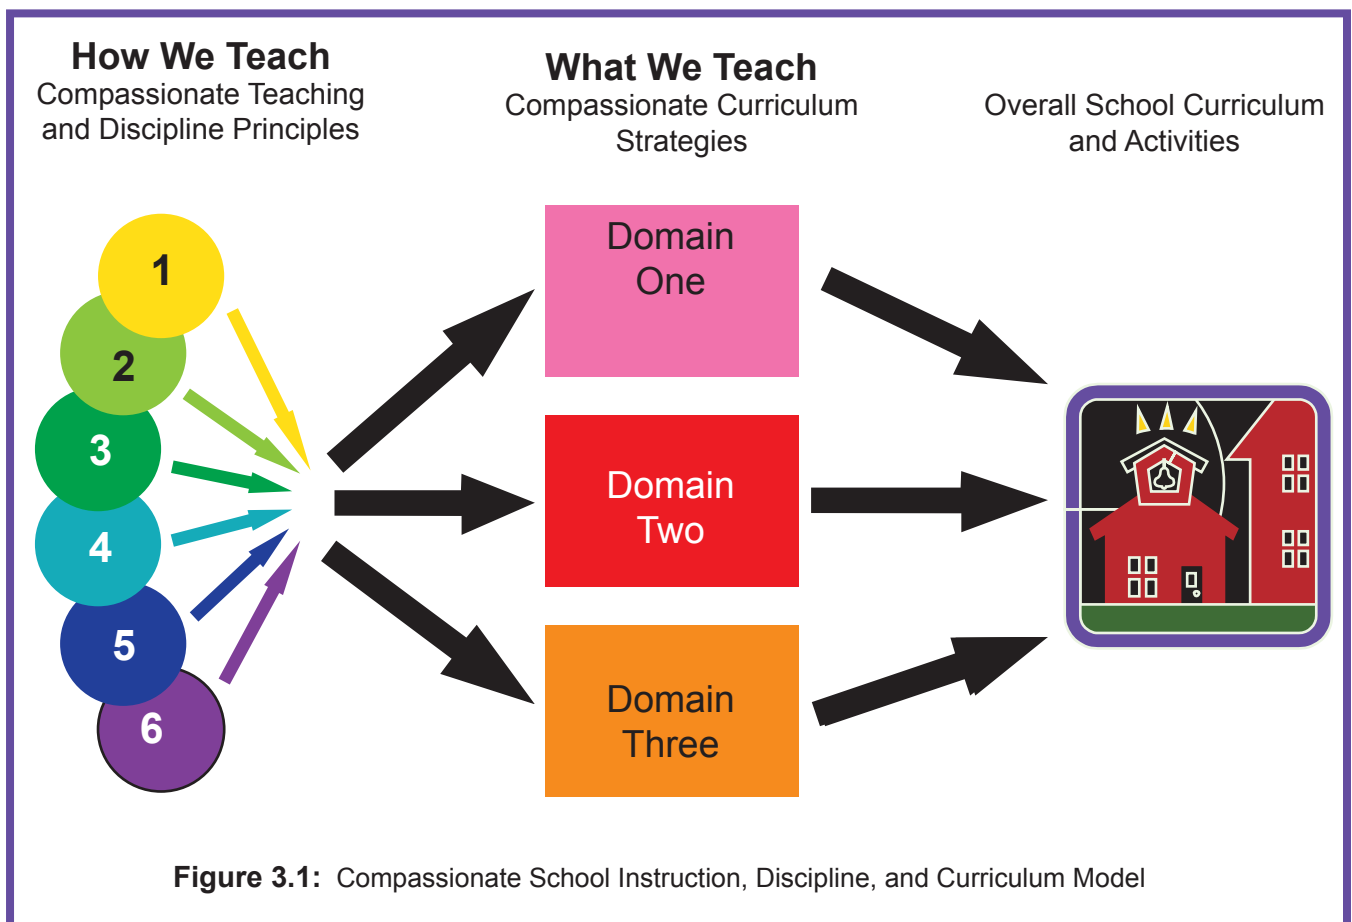 How We Teach
Compassionate Teaching
and Discipline Principles
What We Teach
Compassionate Curriculum
Strategies
Overall School Curriculum
and Activities
1
2
3
4
5
6
Domain
One
Domain
Two
Domain
Three
Figure 3.1: Compassionate School Instruction, Discipline, and Curriculum Model